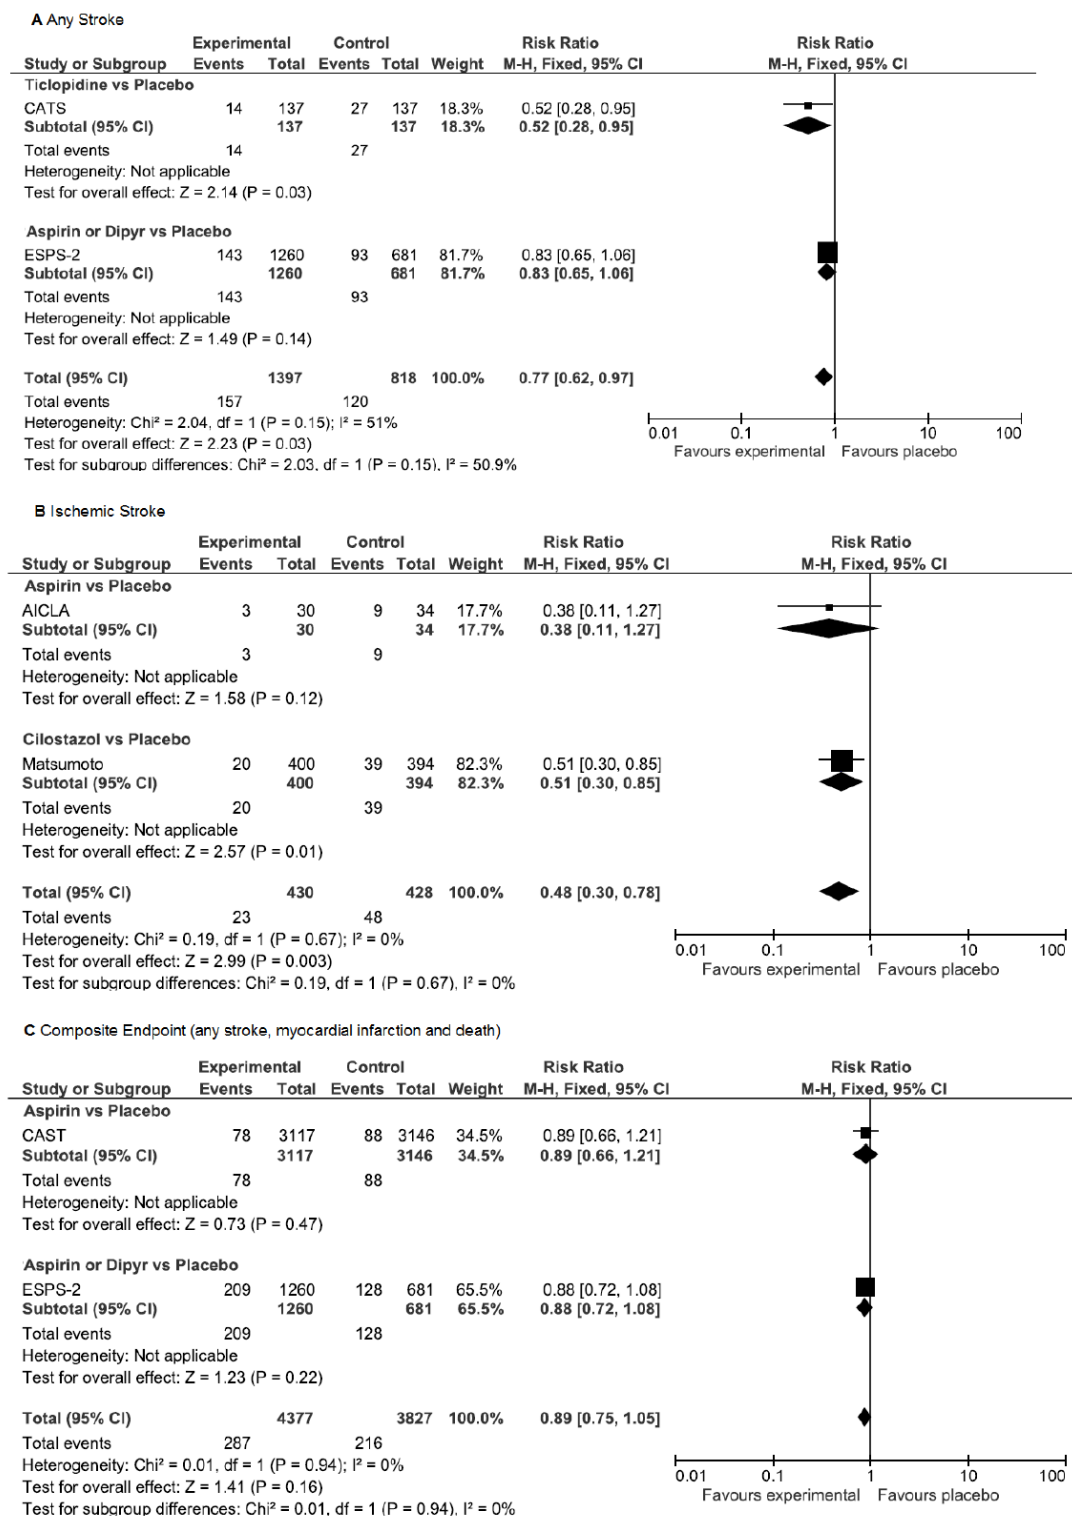 A Any Stroke
Experimental Control Risk Ratio Risk Ratio
Study or Subgroup Events Total Events Total Weight M-H, Fixed, 95% CI M-H, Fixed, 95% CI
Ticlopidine vs Placebo
CATS 14 137 27 137 18.3% 0.52 [0.28, 0.95]
Subtotal (95% CI) 137 137 18.3% 0.52 [0.28, 0.95]
Total events 14 27
Heterogeneity: Not applicable
Test for overall effect: Z = 2.14 (P = 0.03)
Aspirin or Dipyr vs Placebo
ESPS-2 143 1260 93 681 81.7% 0.83 [0.65, 1.06]
Subtotal (95% CI) 1260 681 81.7% 0.83 [0.65, 1.06]
Total events 143 93
Heterogeneity: Not applicable
Test for overall effect: Z = 1.49 (P = 0.14)
Total (95% CI) 1397 818 100.0% 0.77 [0.62, 0.97]
Total events 157 120
Heterogeneity: Chi² = 2.04, df = 1 (P = 0.15); I² = 51%
Test for overall effect: Z = 2.23 (P = 0.03)
Test for subgroup differences: Chi² = 2.03, df = 1 (P = 0.15), I² = 50.9%
0.01 0.1 1 10 100
Favours experimental Favours placebo
B Ischemic Stroke
Experimental Control Risk Ratio Risk Ratio
Study or Subgroup Events Total Events Total Weight M-H, Fixed, 95% CI M-H, Fixed, 95% CI
Aspirin vs Placebo
AICLA 3 30 9 34 17.7% 0.38 [0.11, 1.27]
Subtotal (95% CI) 30 34 17.7% 0.38 [0.11, 1.27]
Total events 3 9
Heterogeneity: Not applicable
Test for overall effect: Z = 1.58 (P = 0.12)
Cilostazol vs Placebo
Matsumoto 20 400 39 394 82.3% 0.51 [0.30, 0.85]
Subtotal (95% CI) 400 394 82.3% 0.51 [0.30, 0.85]
Total events 20 39
Heterogeneity: Not applicable
Test for overall effect: Z = 2.57 (P = 0.01)
Total (95% CI) 430 428 100.0% 0.48 [0.30, 0.78]
Total events 23 48
Heterogeneity: Chi² = 0.19, df = 1 (P = 0.67); I² = 0%
Test for overall effect: Z = 2.99 (P = 0.003)
Test for subgroup differences: Chi² = 0.19, df = 1 (P = 0.67), I² = 0%
0.01 0.1 1 10 100
Favours experimental Favours placebo
C Composite Endpoint (any stroke, myocardial infarction and death)
Experimental Control Risk Ratio Risk Ratio
Study or Subgroup Events Total Events Total Weight M-H, Fixed, 95% CI M-H, Fixed, 95% CI
Aspirin vs Placebo
CAST 78 3117 88 3146 34.5% 0.89 [0.66, 1.21]
Subtotal (95% CI) 3117 3146 34.5% 0.89 [0.66, 1.21]
Total events 78 88
Heterogeneity: Not applicable
Test for overall effect: Z = 0.73 (P = 0.47)
Aspirin or Dipyr vs Placebo
ESPS-2 209 1260 128 681 65.5% 0.88 [0.72, 1.08]
Subtotal (95% CI) 1260 681 65.5% 0.88 [0.72, 1.08]
Total events 209 128
Heterogeneity: Not applicable
Test for overall effect: Z = 1.23 (P = 0.22)
Total (95% CI) 4377 3827 100.0% 0.89 [0.75, 1.05]
Total events 287 216
Heterogeneity: Chi² = 0.01, df = 1 (P = 0.94); I² = 0%
Test for overall effect: Z = 1.41 (P = 0.16)
Test for subgroup differences: Chi² = 0.01, df = 1 (P = 0.94), I² = 0%
0.01 0.1 1 10 100
Favours experimental Favours placebo